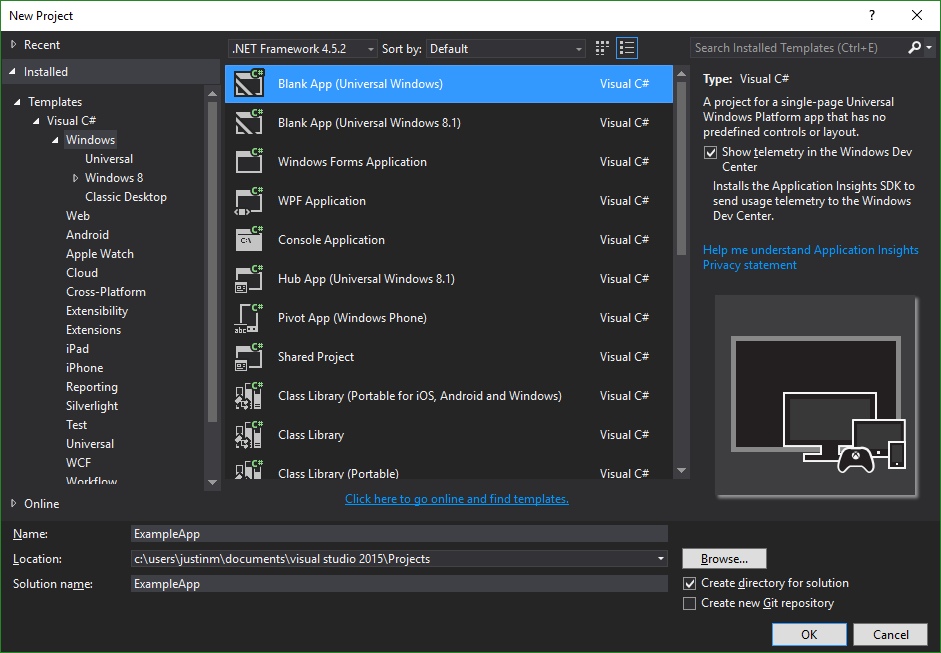 New Project
Recent
Installed
Templates
Visual C#
Windows
Universal
Windows 8
Classic Desktop
Web
Android
Apple Watch
Cloud
Cross-Platform
Extensibility
Extensions
iPad
iPhone
Reporting
Silverlight
Test
Universal
WCF
Workflow
Online
.NET Framework 4.5.2 Sort by: Default
Blank App (Universal Windows) Visual C#
Blank App (Universal Windows 8.1) Visual C#
Windows Forms Application Visual C#
WPF Application Visual C#
Console Application Visual C#
Hub App (Universal Windows 8.1) Visual C#
Pivot App (Windows Phone) Visual C#
Shared Project Visual C#
Class Library (Portable for iOS, Android and Windows) Visual C#
Class Library Visual C#
Class Library (Portable) Visual C#
Click here to go online and find templates.
Search Installed Templates (Ctrl+E)
Type: Visual C#
A project for a single-page Universal
Windows Platform app that has no
predefined controls or layout.
Show telemetry in the Windows Dev
Center
Installs the Application Insights SDK to
send usage telemetry to the Windows
Dev Center.
Help me understand Application Insights
Privacy statement
Name: ExampleApp
Location: c:\users\justinm\documents\visual studio 2015\Projects
Browse...
Solution name: ExampleApp
Create directory for solution
Create new Git repository
OK Cancel